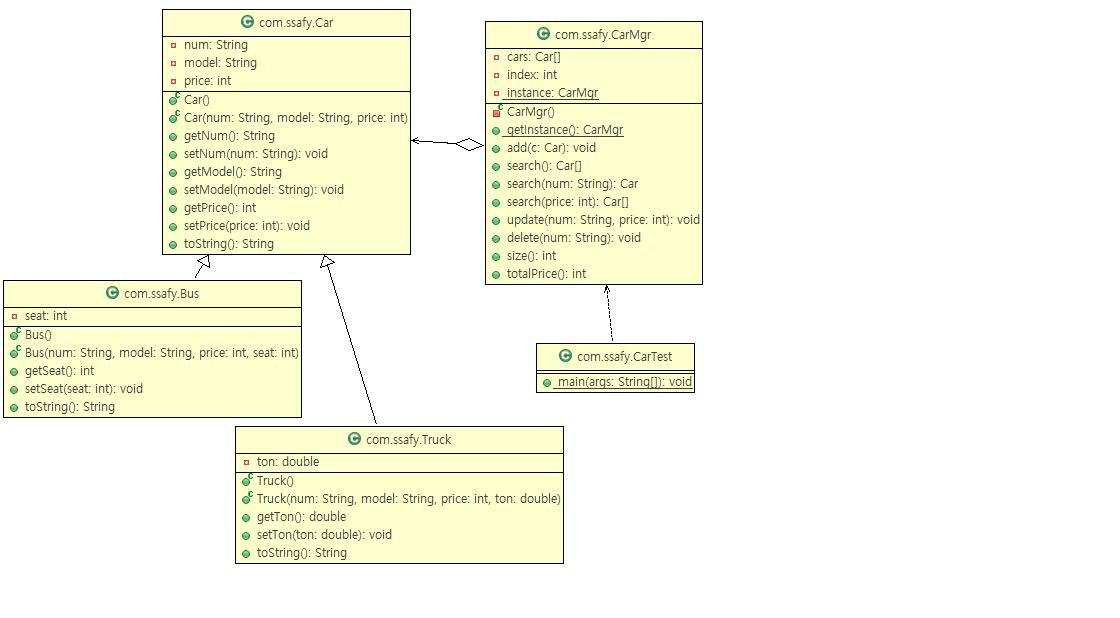 com.ssafy.Car
num: String
model: String
price: int
Car()
Car(num: String, model: String, price: int)
getNum(): String
setNum(num: String): void
getModel(): String
setModel(model: String): void
getPrice(): int
setPrice(price: int): void
toString(): String
com.ssafy.CarMgr
cars: Car[]
index: int
instance: CarMgr
CarMgr()
getInstance(): CarMgr
add(c: Car): void
search(): Car[]
search(num: String): Car
search(price: int): Car[]
update(num: String, price: int): void
delete(num: String): void
size(): int
totalPrice(): int
com.ssafy.Bus
seat: int
Bus()
Bus(num: String, model: String, price: int, seat: int)
getSeat(): int
setSeat(seat: int): void
toString(): String
com.ssafy.CarTest
main(args: String[]): void
com.ssafy.Truck
ton: double
Truck()
Truck(num: String, model: String, price: int, ton: double)
getTon(): double
setTon(ton: double): void
toString(): String